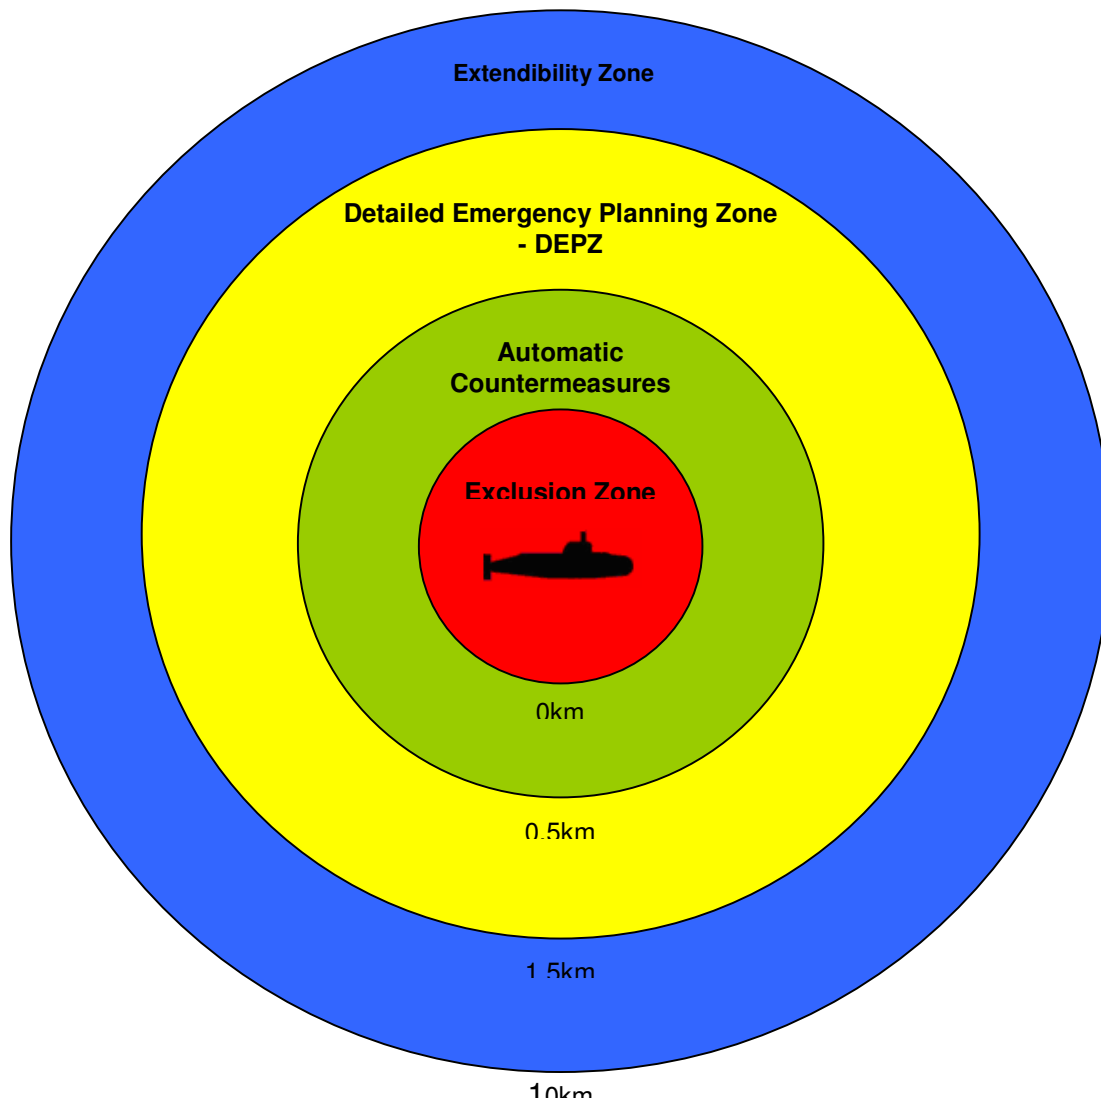 Extendibility Zone
Detailed Emergency Planning Zone
- DEPZ
Automatic
Countermeasures
Exclusion Zone
0km
0.5km
1.5km
10km